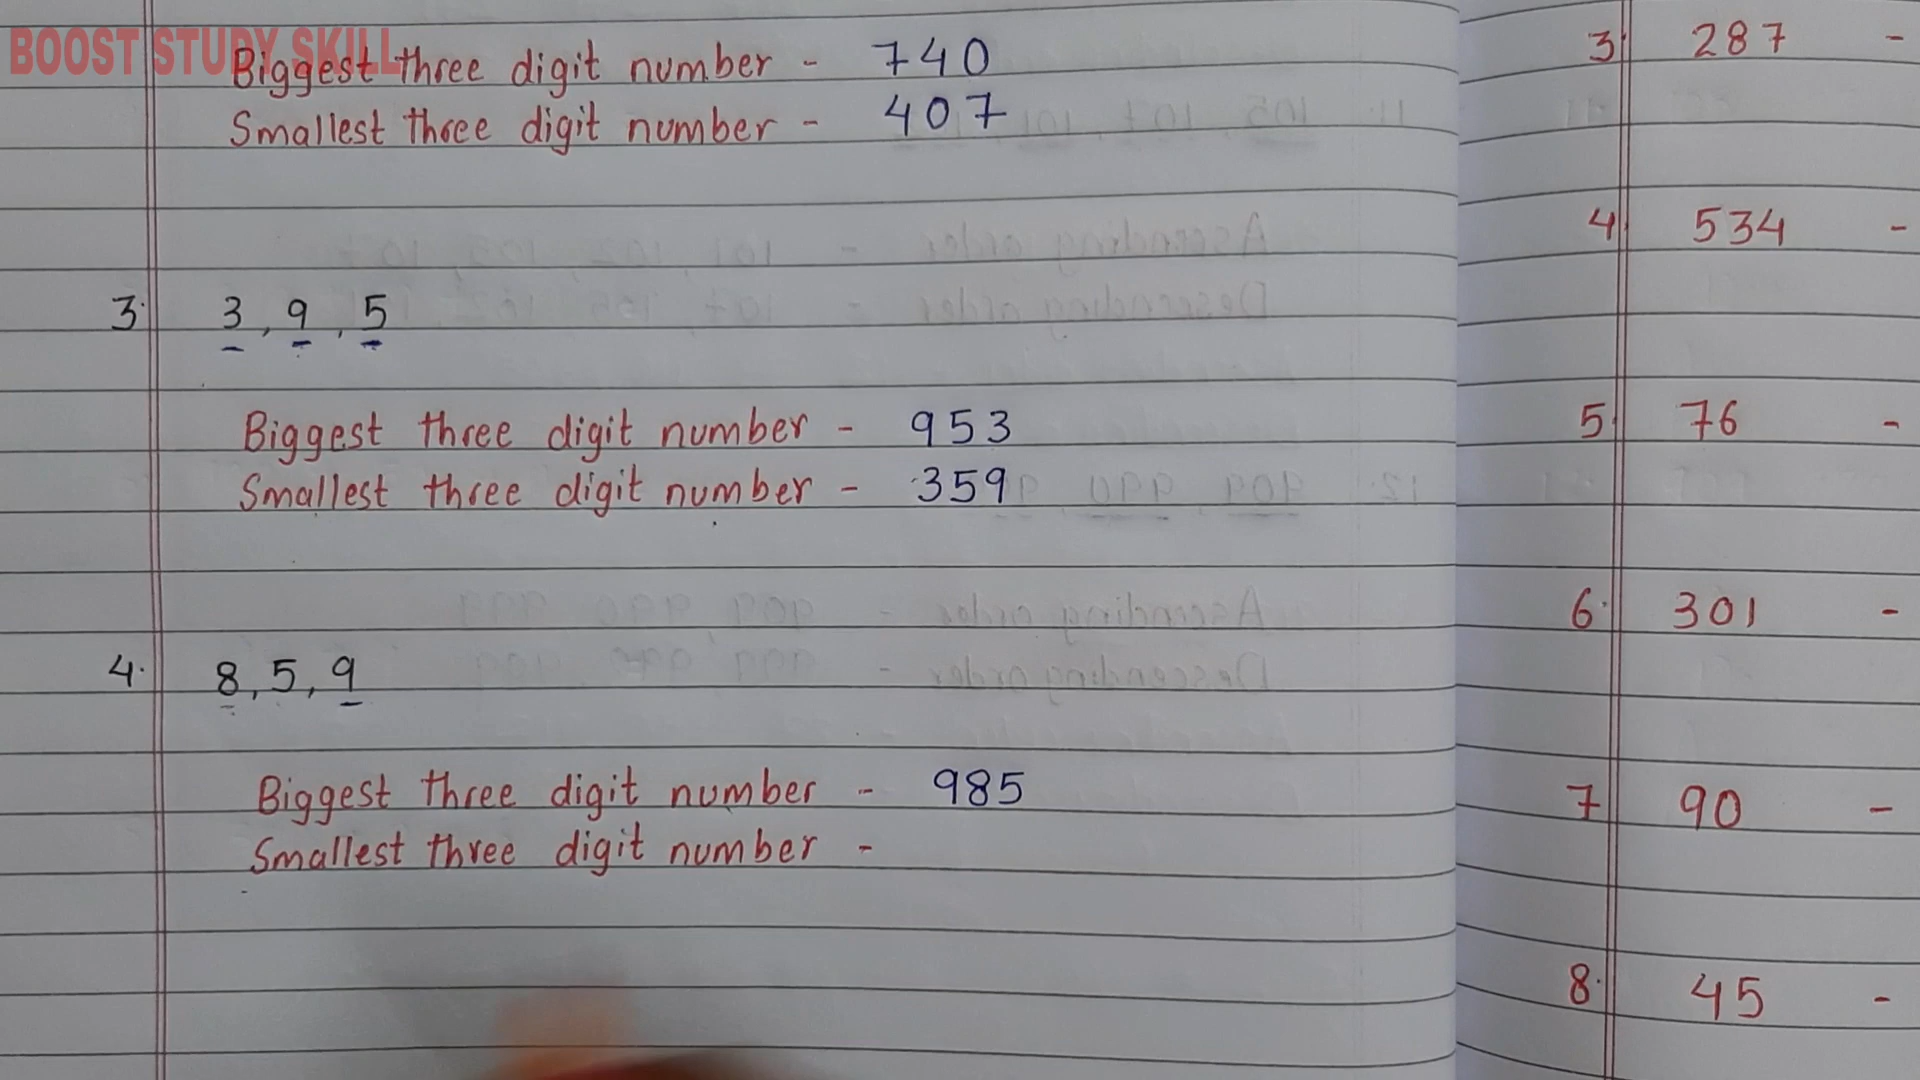 BOOST STUDY SKILL
Biggest three digit number - 740
Smallest three digit number - 407
3. 3, 9, 5
Biggest three digit number - 953
Smallest three digit number - 359
4. 8, 5, 9
Biggest three digit number - 985
Smallest three digit number -
3 287 -
4 534 -
5 76 -
6. 301 -
7 90 -
8. 45 -